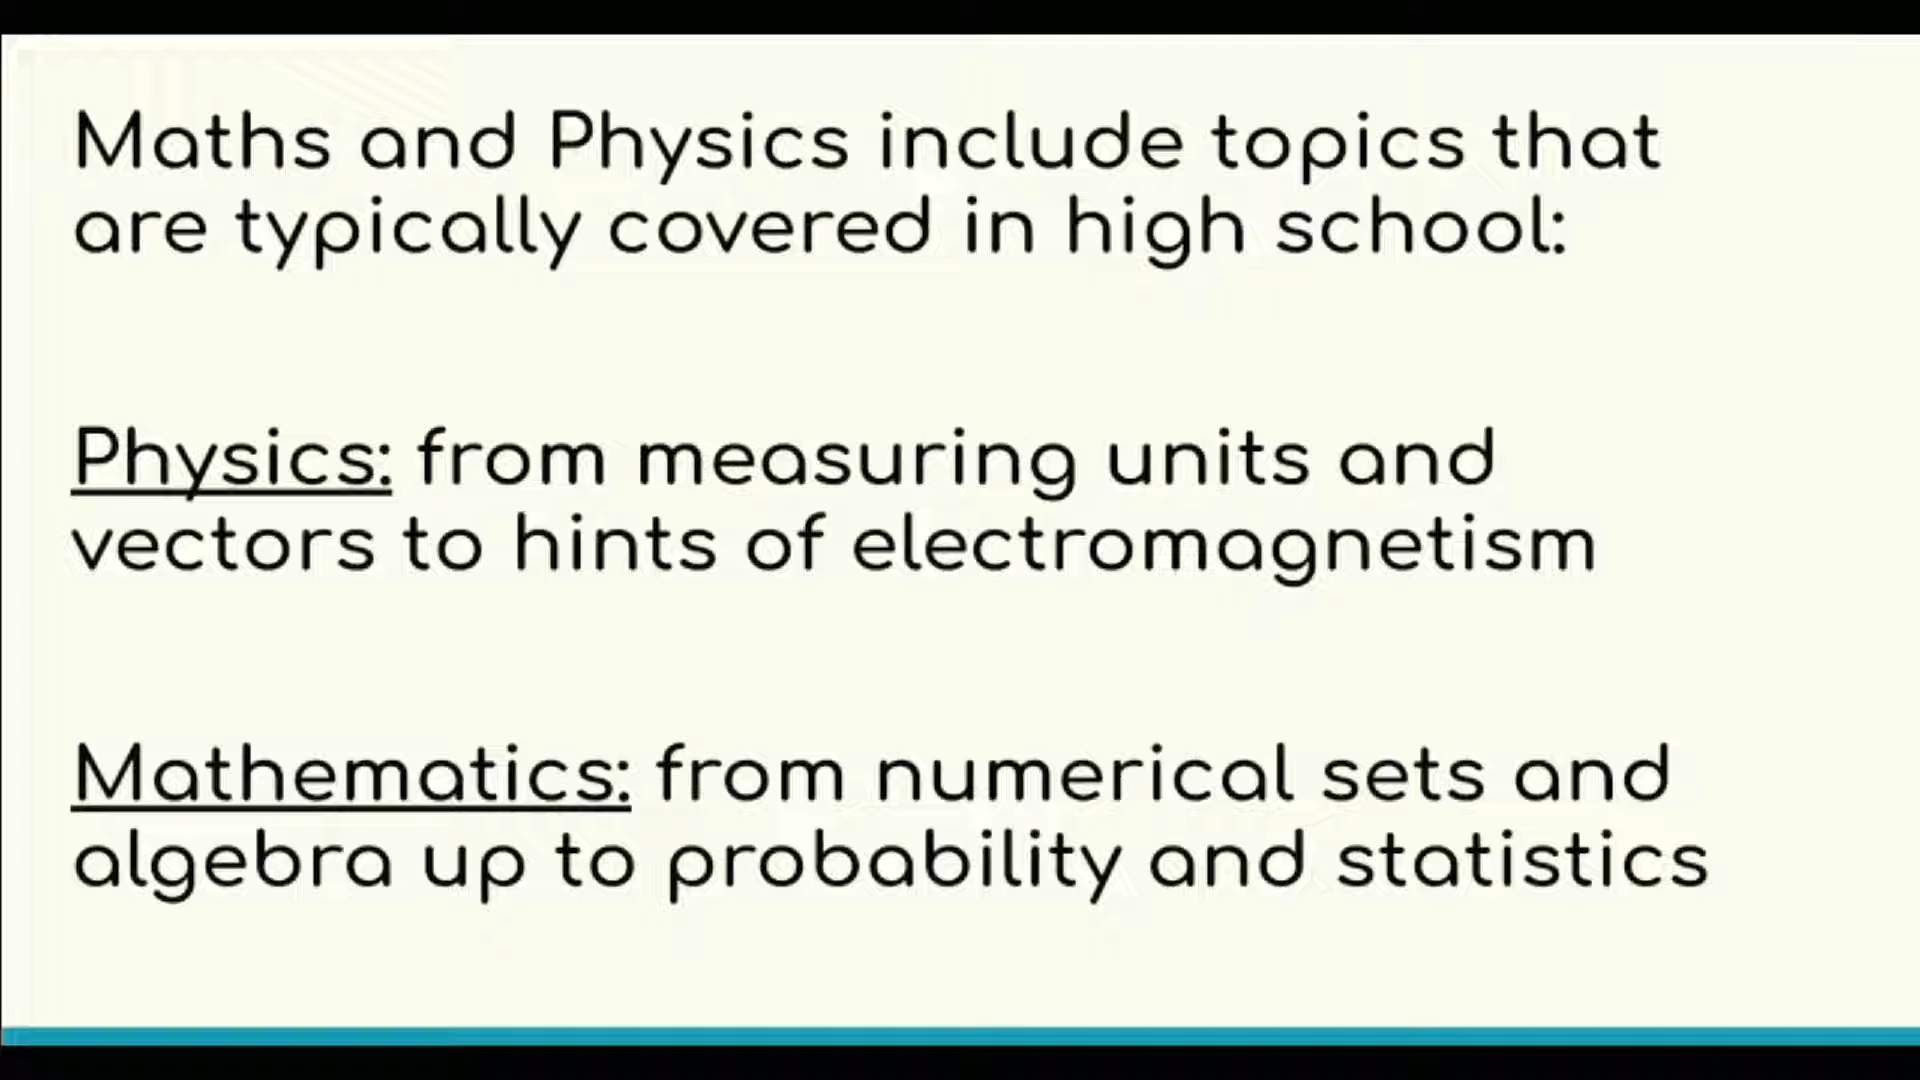 Maths and Physics include topics that
are typically covered in high school:
Physics: from measuring units and
vectors to hints of electromagnetism
Mathematics: from numerical sets and
algebra up to probability and statistics